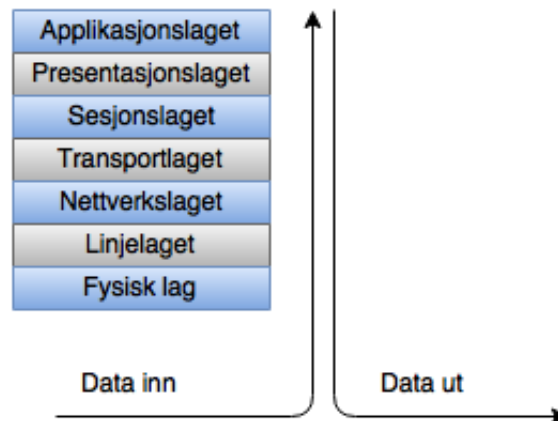 Applikasjonslaget
Presentasjonslaget
Sesjonslaget
Transportlaget
Nettverkslaget
Linjelaget
Fysisk lag
Data inn
Data ut